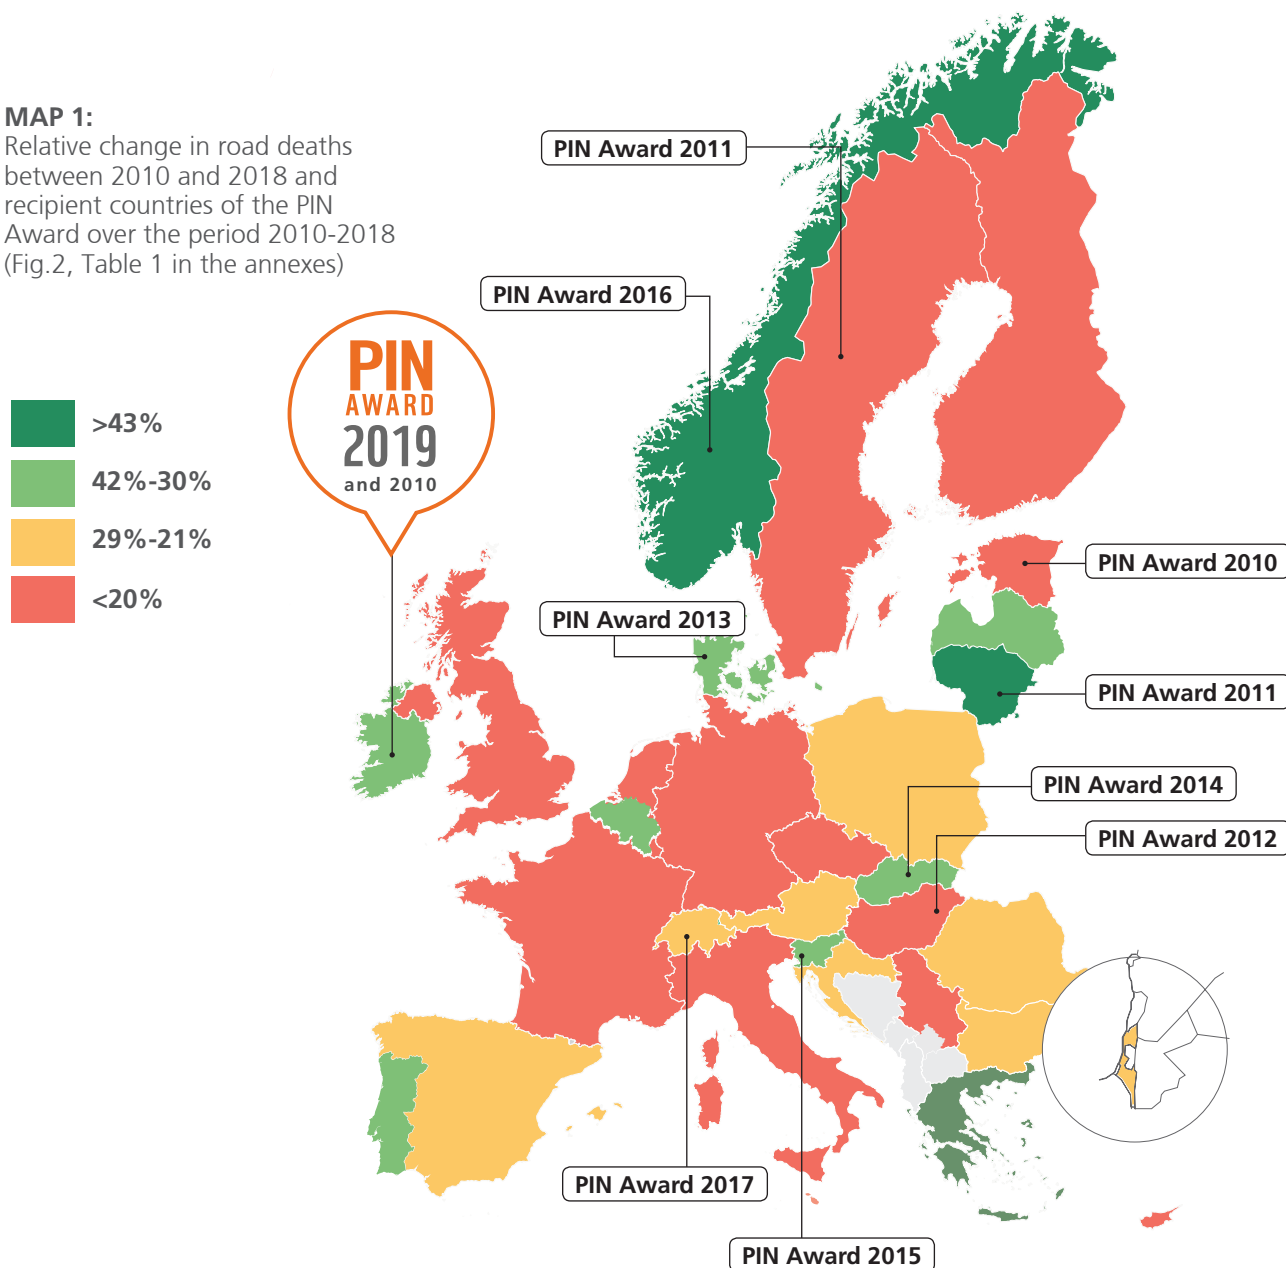 MAP 1:
Relative change in road deaths
between 2010 and 2018 and
recipient countries of the PIN
Award over the period 2010-2018
(Fig.2, Table 1 in the annexes)
>43%
42%-30%
29%-21%
<20%
PIN
AWARD
2019
and 2010
PIN Award 2011
PIN Award 2016
PIN Award 2010
PIN Award 2013
PIN Award 2011
PIN Award 2014
PIN Award 2012
PIN Award 2017
PIN Award 2015